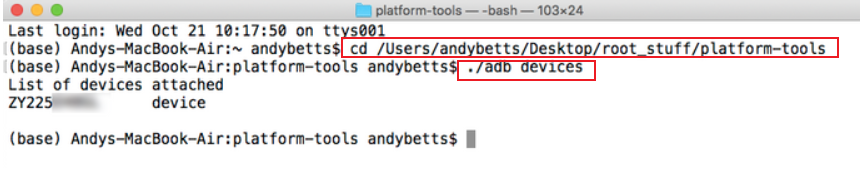 platform-tools — -bash — 103×24
Last login: Wed Oct 21 10:17:50 on ttys001
(base) Andys-MacBook-Air:~ andybetts$ cd /Users/andybetts/Desktop/root_stuff/platform-tools
(base) Andys-MacBook-Air:platform-tools andybetts$ ./adb devices
List of devices attached
ZY225 device
(base) Andys-MacBook-Air:platform-tools andybetts$